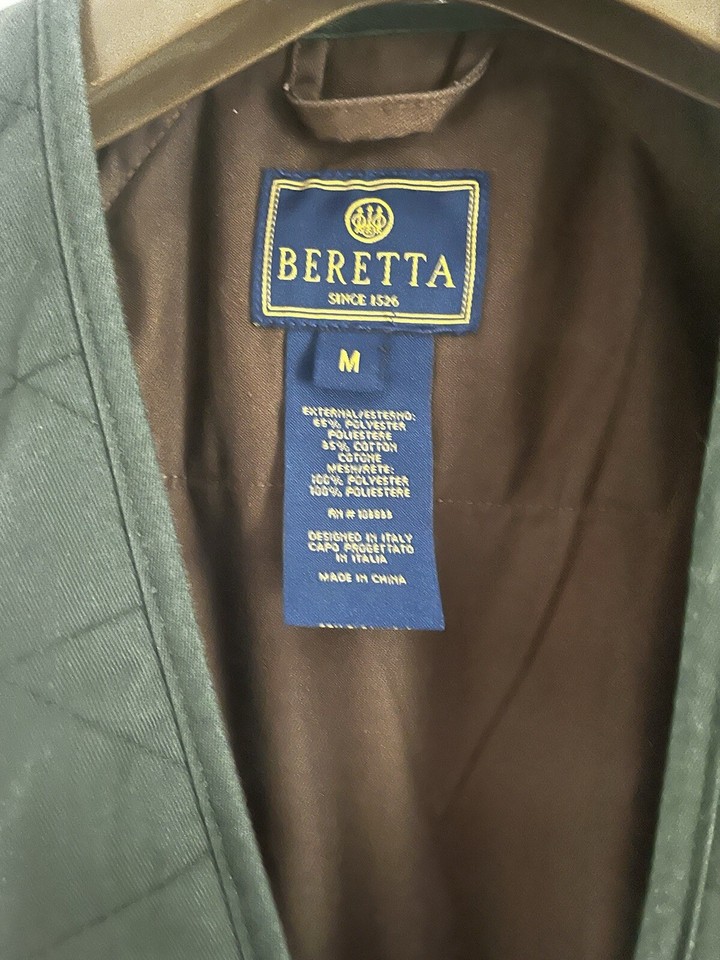 BERETTA
SINCE 1526
M
EXTERNAL/ESTERNO:
65% POLYESTER
POLIESTERE
35% COTTON
COTONE
MESH/RETE:
100% POLYESTER
100% POLIESTERE
RN #
DESIGNED IN ITALY
CAPO PROGETTATO
IN ITALIA
MADE IN CHINA